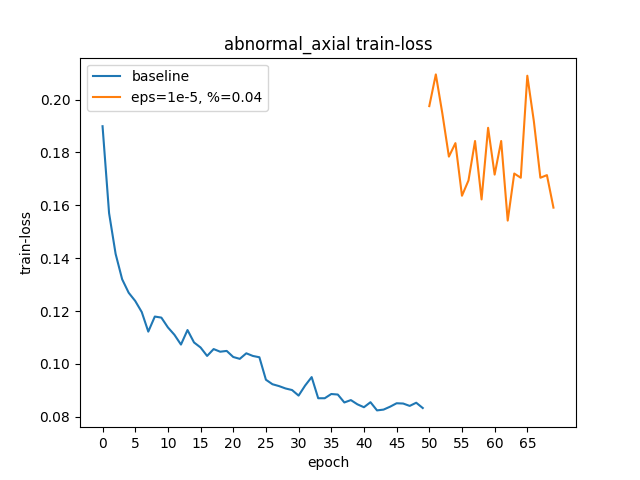 abnormal_axial train-loss
baseline
eps=1e-5, %=0.04
train-loss
0.20
0.18
0.16
0.14
0.12
0.10
0.08
0 5 10 15 20 25 30 35 40 45 50 55 60 65
epoch